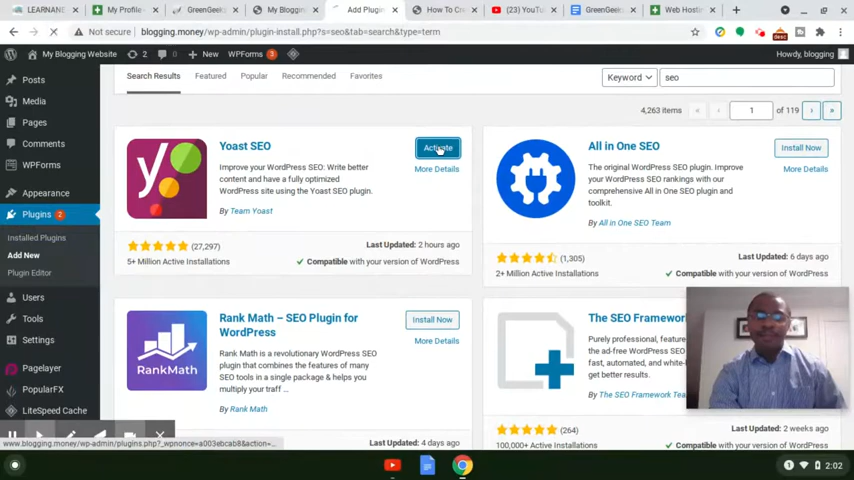 LEARNANE
My Profile -
GreenGeeks
My Blogging
Add Plugin
How To Cre
(23) YouTu
GreenGeeks
Web Hostin
Not secure | blogging.money/wp-admin/plugin-install.php?s=seo&tab=search&type=term
desc
My Blogging Website
2
+ New
WPForms 3
Howdy, blogging
Posts
Media
Pages
Comments
WPForms
Appearance
Plugins 2
Installed Plugins
Add New
Plugin Editor
Users
Tools
Settings
Pagelayer
PopularFX
LiteSpeed Cache
Search Results
Featured
Popular
Recommended
Favorites
Keyword
seo
4,263 items
«
‹
1
of 119
›
»
yo
Yoast SEO
Activate
More Details
Improve your WordPress SEO: Write better
content and have a fully optimized
WordPress site using the Yoast SEO plugin.
By Team Yoast
(27,297)
5+ Million Active Installations
Last Updated: 2 hours ago
Compatible with your version of WordPress
All in One SEO
Install Now
More Details
The original WordPress SEO plugin. Improve
your WordPress SEO rankings with our
comprehensive All in One SEO plugin and
toolkit.
By All in One SEO Team
(1,305)
2+ Million Active Installations
Last Updated: 6 days ago
Compatible with your version of WordPress
RankMath
Rank Math – SEO Plugin for
WordPress
Install Now
More Details
Rank Math is a revolutionary WordPress SEO
plugin that combines the features of many
SEO tools in a single package & helps you
multiply your traff ...
By Rank Math
4 days ago
The SEO Framework
Purely professional, feature
the ad-free WordPress SEO
fast, automated, and white-l
get better results.
By The SEO Framework Tea
(264)
100,000+ Active Installations
2 weeks ago
Compatible with your version of WordPress
www.blogging.money/wp-admin/plugins.php?_wpnonce=a003ebcab8&action=...
1
2:02